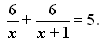 6/x + 6/(x + 1) = 5.